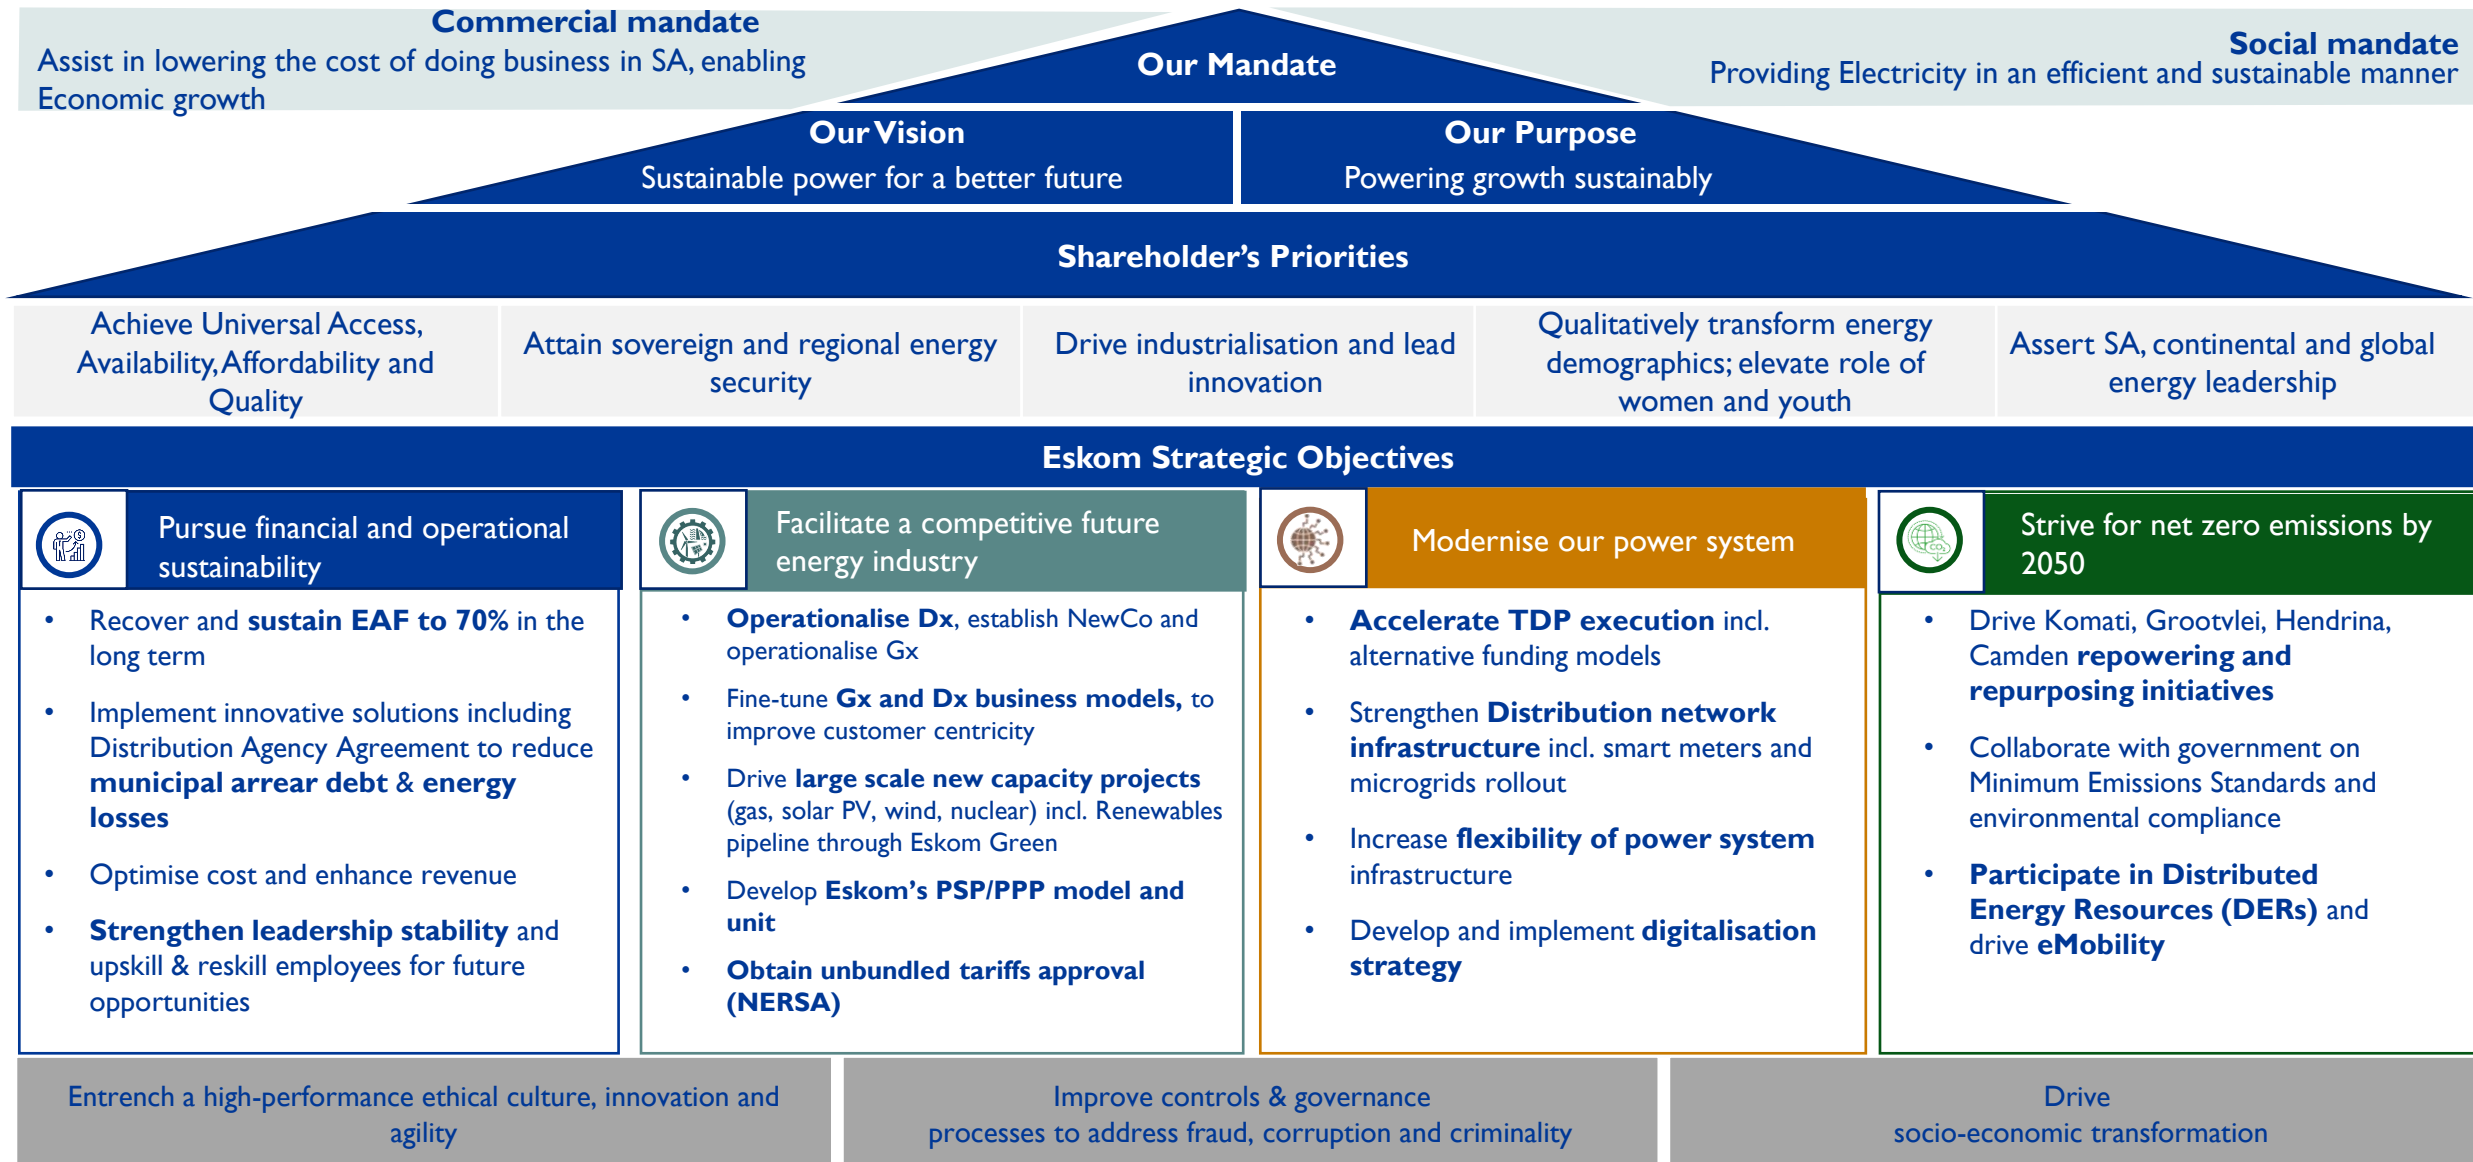 Commercial mandate
Assist in lowering the cost of doing business in SA, enabling
Economic growth
Our Mandate
Social mandate
Providing Electricity in an efficient and sustainable manner
Our Vision
Sustainable power for a better future
Our Purpose
Powering growth sustainably
Shareholder’s Priorities
Achieve Universal Access,
Availability, Affordability and
Quality
Attain sovereign and regional energy
security
Drive industrialisation and lead
innovation
Qualitatively transform energy
demographics; elevate role of
women and youth
Assert SA, continental and global
energy leadership
Eskom Strategic Objectives
Pursue financial and operational
sustainability
• Recover and sustain EAF to 70% in the
long term
• Implement innovative solutions including
Distribution Agency Agreement to reduce
municipal arrear debt & energy
losses
• Optimise cost and enhance revenue
• Strengthen leadership stability and
upskill & reskill employees for future
opportunities
Facilitate a competitive future
energy industry
• Operationalise Dx, establish NewCo and
operationalise Gx
• Fine-tune Gx and Dx business models, to
improve customer centricity
• Drive large scale new capacity projects
(gas, solar PV, wind, nuclear) incl. Renewables
pipeline through Eskom Green
• Develop Eskom’s PSP/PPP model and
unit
• Obtain unbundled tariffs approval
(NERSA)
Modernise our power system
• Accelerate TDP execution incl.
alternative funding models
• Strengthen Distribution network
infrastructure incl. smart meters and
microgrids rollout
• Increase flexibility of power system
infrastructure
• Develop and implement digitalisation
strategy
CO₂
Strive for net zero emissions by
2050
• Drive Komati, Grootvlei, Hendrina,
Camden repowering and
repurposing initiatives
• Collaborate with government on
Minimum Emissions Standards and
environmental compliance
• Participate in Distributed
Energy Resources (DERs) and
drive eMobility
Entrench a high-performance ethical culture, innovation and
agility
Improve controls & governance
processes to address fraud, corruption and criminality
Drive
socio-economic transformation